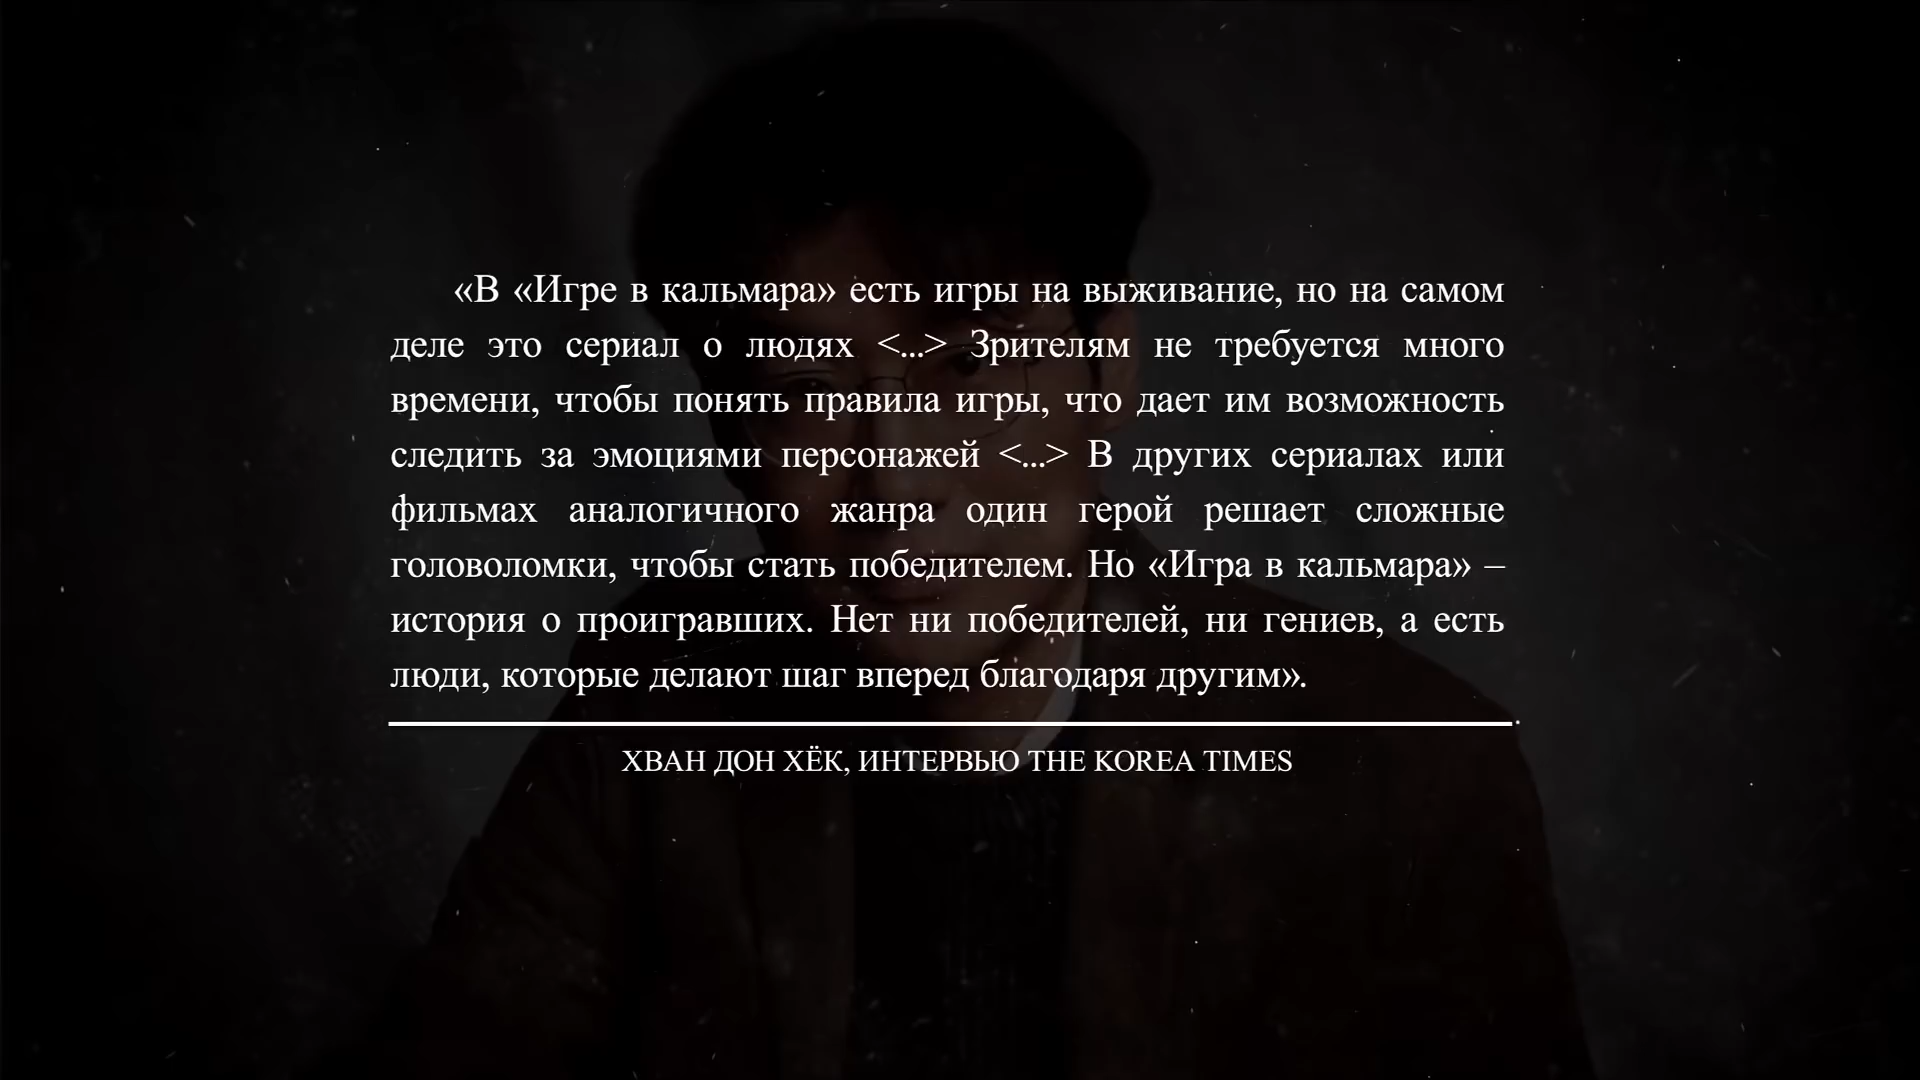 «В «Игре в кальмара» есть игры на выживание, но на самом
деле это сериал о людях <...> Зрителям не требуется много
времени, чтобы понять правила игры, что дает им возможность
следить за эмоциями персонажей <...> В других сериалах или
фильмах аналогичного жанра один герой решает сложные
головоломки, чтобы стать победителем. Но «Игра в кальмара» –
история о проигравших. Нет ни победителей, ни гениев, а есть
люди, которые делают шаг вперед благодаря другим».
ХВАН ДОН ХЁК, ИНТЕРВЬЮ THE KOREA TIMES